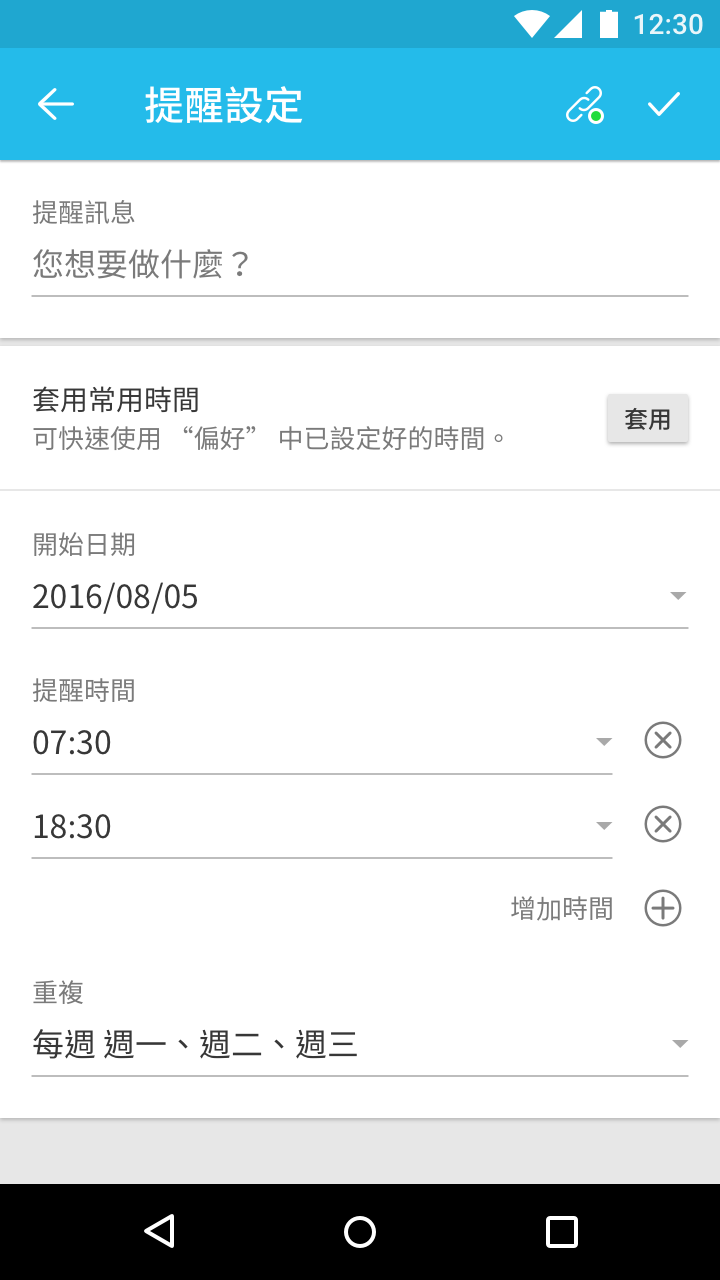 12:30
提醒設定
提醒訊息
您想要做什麼？
套用常用時間
可快速使用 “偏好” 中已設定好的時間。
套用
開始日期
2016/08/05
提醒時間
07:30
18:30
增加時間
重複
每週 週一、週二、週三